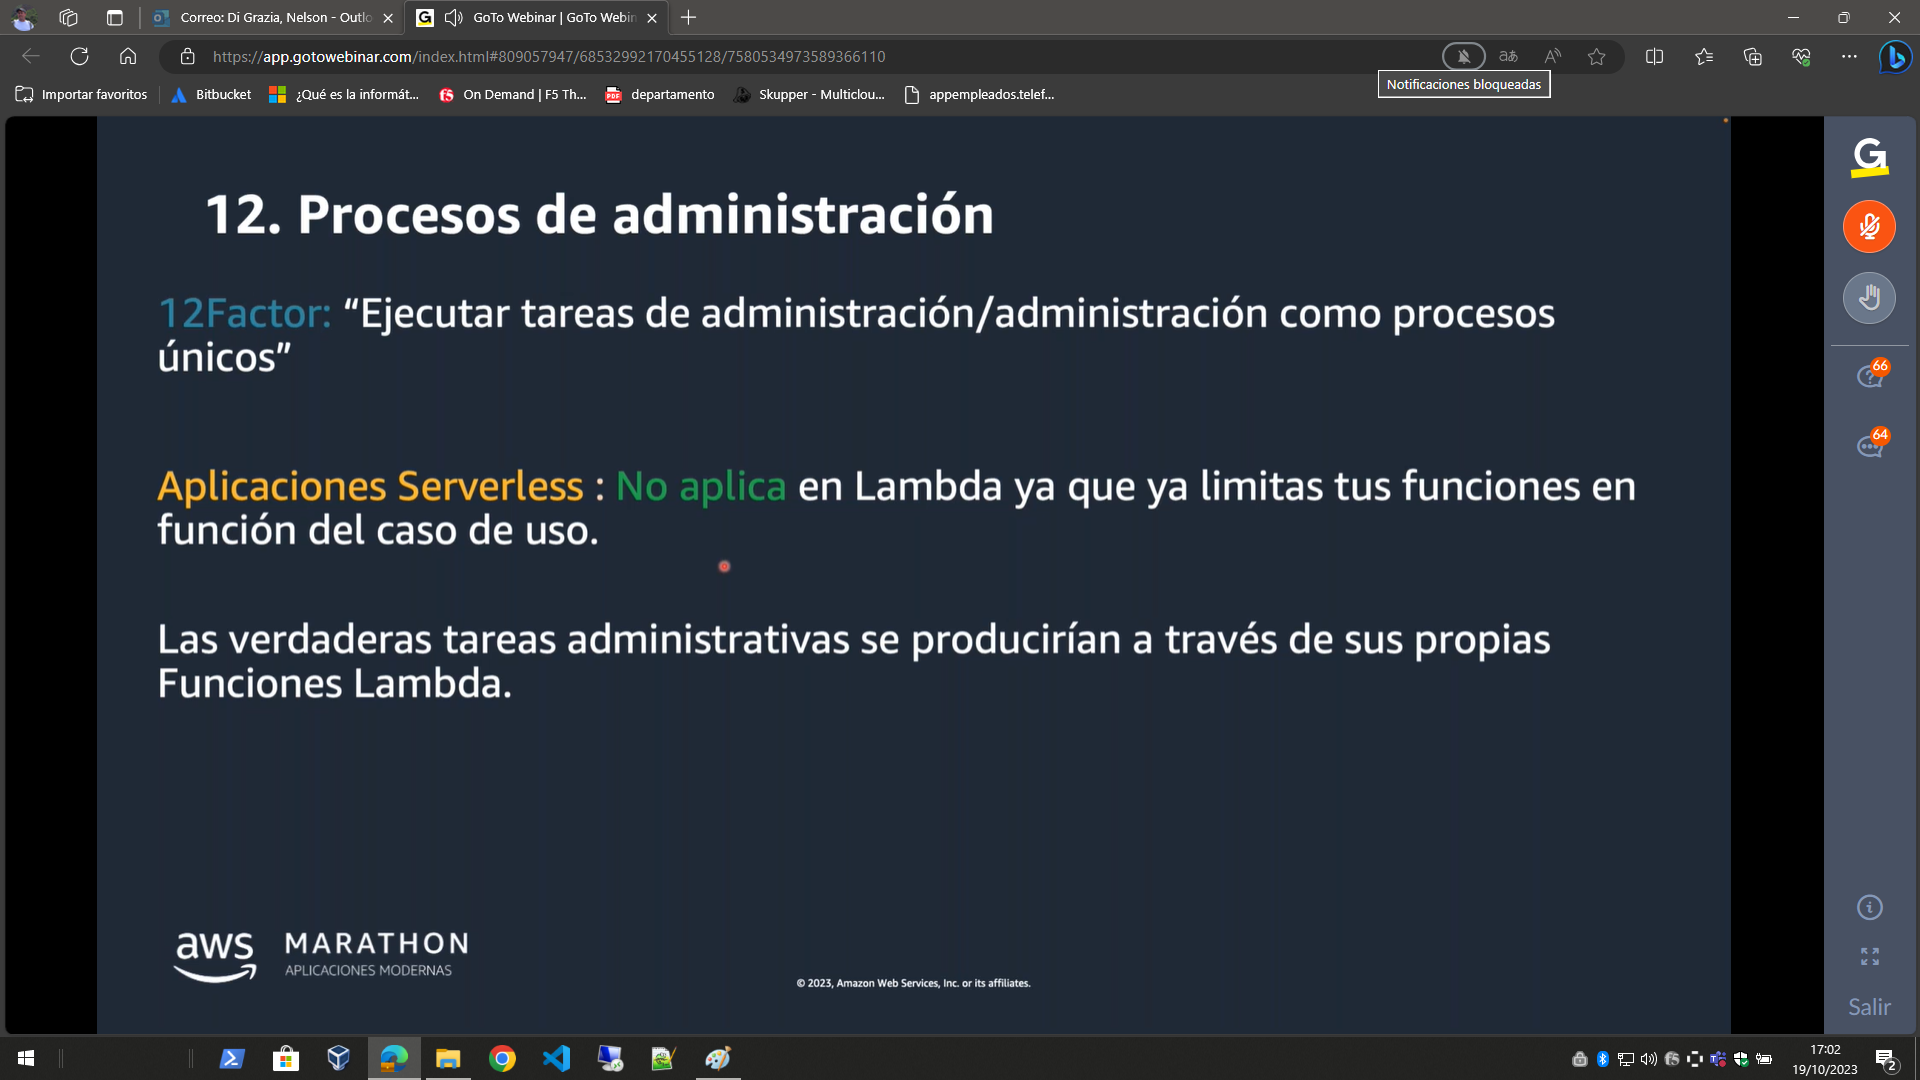 Correo: Di Grazia, Nelson - Outlo
GoTo Webinar | GoTo Webin
https://app.gotowebinar.com/index.html#809057947/68532992170455128/7580534973589366110
Notificaciones bloqueadas
Importar favoritos
Bitbucket
¿Qué es la informát...
On Demand | F5 Th...
departamento
Skupper - Multiclou...
appempleados.telef...
12. Procesos de administración
12Factor: “Ejecutar tareas de administración/administración como procesos
únicos”
Aplicaciones Serverless : No aplica en Lambda ya que ya limitas tus funciones en
función del caso de uso.
Las verdaderas tareas administrativas se producirían a través de sus propias
Funciones Lambda.
aws MARATHON
APLICACIONES MODERNAS
© 2023, Amazon Web Services, Inc. or its affiliates.
66
64
Salir
17:02
19/10/2023
2